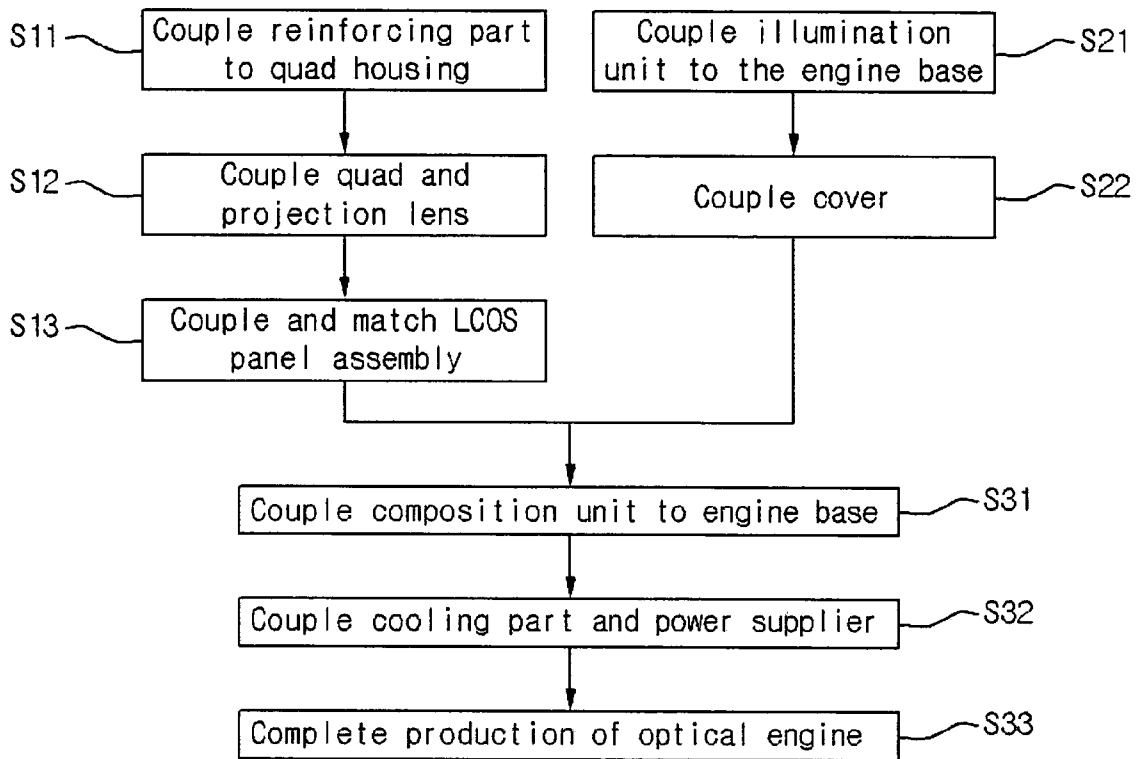 S11
Couple reinforcing part
to quad housing
Couple illumination
unit to the engine base
S21
S12
Couple quad and
projection lens
Couple cover
S22
S13
Couple and match LCOS
panel assembly
Couple composition unit to engine base
S31
Couple cooling part and power supplier
S32
Complete production of optical engine
S33